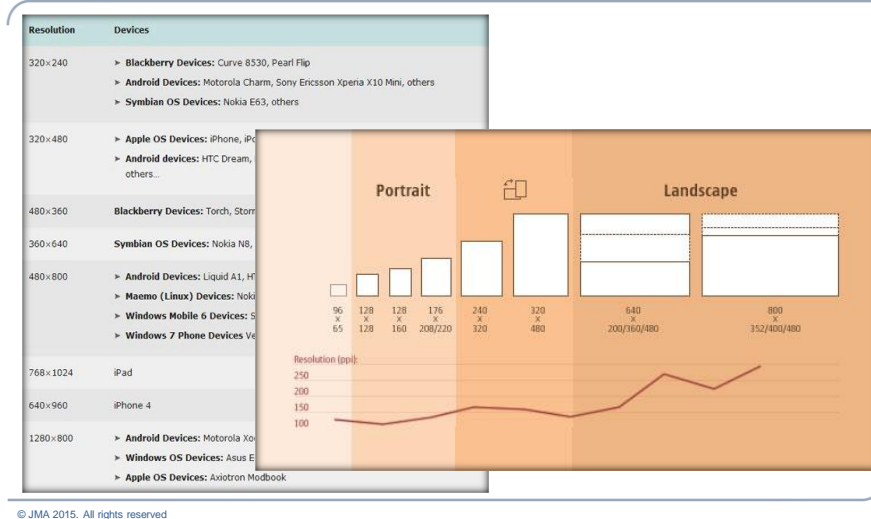 Resolution Devices
320×240 ➤ Blackberry Devices: Curve 8530, Pearl Flip
➤ Android Devices: Motorola Charm, Sony Ericsson Xperia X10 Mini, others
➤ Symbian OS Devices: Nokia E63, others
320×480 ➤ Apple OS Devices: iPhone,
➤ Android devices: HTC Dream,
others...
480×360 Blackberry Devices: Torch,
360×640 Symbian OS Devices: Nokia N8,
480×800 ➤ Android Devices: Liquid A1,
➤ Maemo (Linux) Devices:
➤ Windows Mobile 6 Devices:
➤ Windows 7 Phone Devices
768×1024 iPad
640×960 iPhone 4
1280×800 ➤ Android Devices: Motorola
➤ Windows OS Devices: Asus
➤ Apple OS Devices: Axiotron Modbook
Portrait Landscape
96 128 128 176 240 320 640 800
x x x x x x x x
65 128 160 208/220 320 480 200/360/480 352/400/480
Resolution (ppi):
250
200
150
100
© JMA 2015. All rights reserved